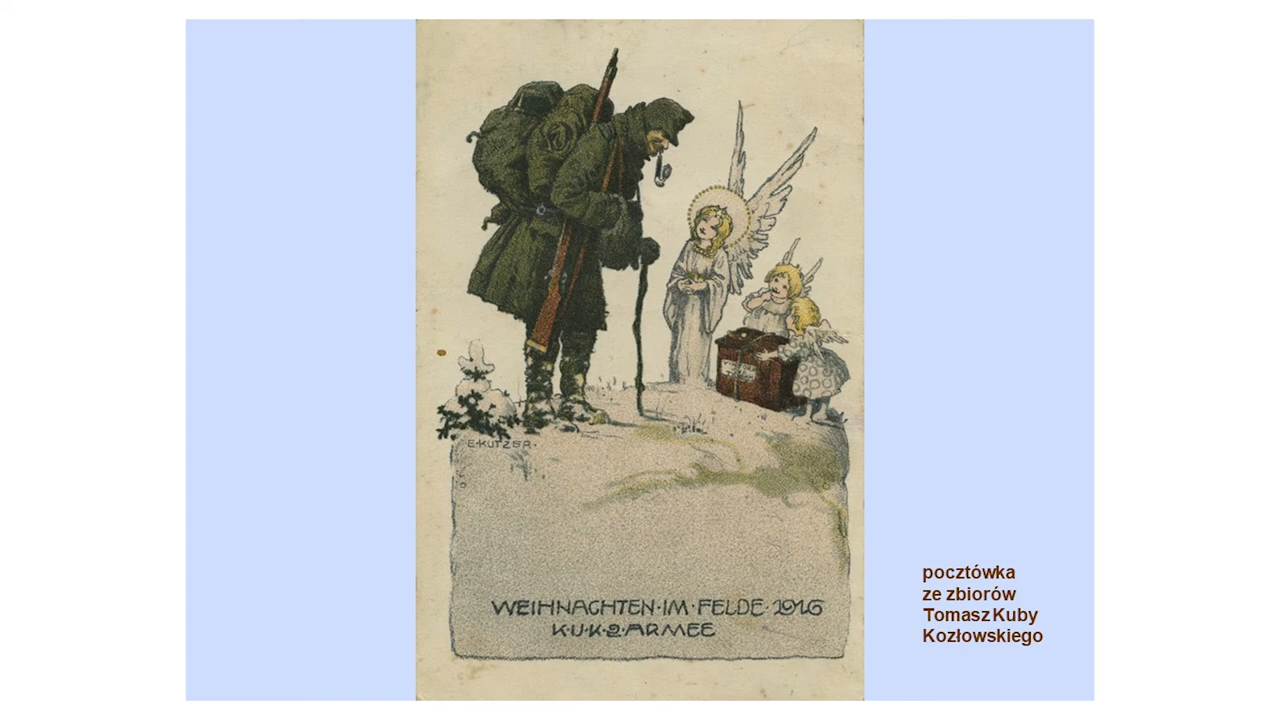 E·KUTZER·
WEIHNACHTEN·IM·FELDE·1916
K·U·K·2·ARMEE
pocztówka
ze zbiorów
Tomasz Kuby
Kozłowskiego